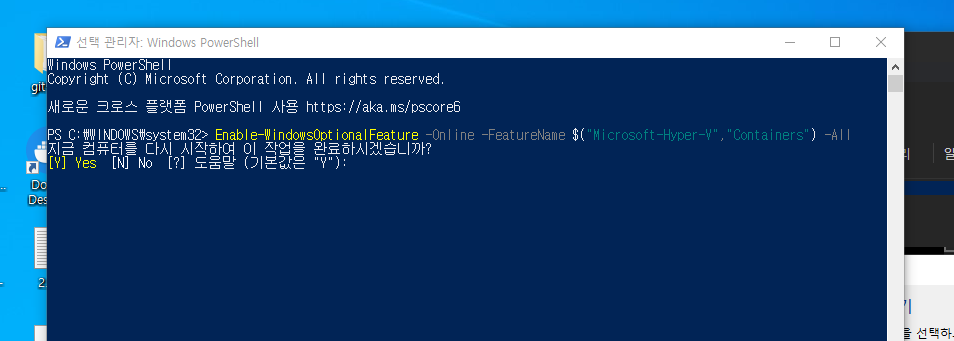 선택 관리자: Windows PowerShell
Windows PowerShell
Copyright (C) Microsoft Corporation. All rights reserved.
새로운 크로스 플랫폼 PowerShell 사용 https://aka.ms/pscore6
PS C:₩WINDOWS₩system32> Enable-WindowsOptionalFeature -Online -FeatureName $("Microsoft-Hyper-V","Containers") -All
지금 컴퓨터를 다시 시작하여 이 작업을 완료하시겠습니까?
[Y] Yes  [N] No  [?] 도움말 (기본값은 "Y"):
git
Do
Des
2.
알
기
을 선택하.